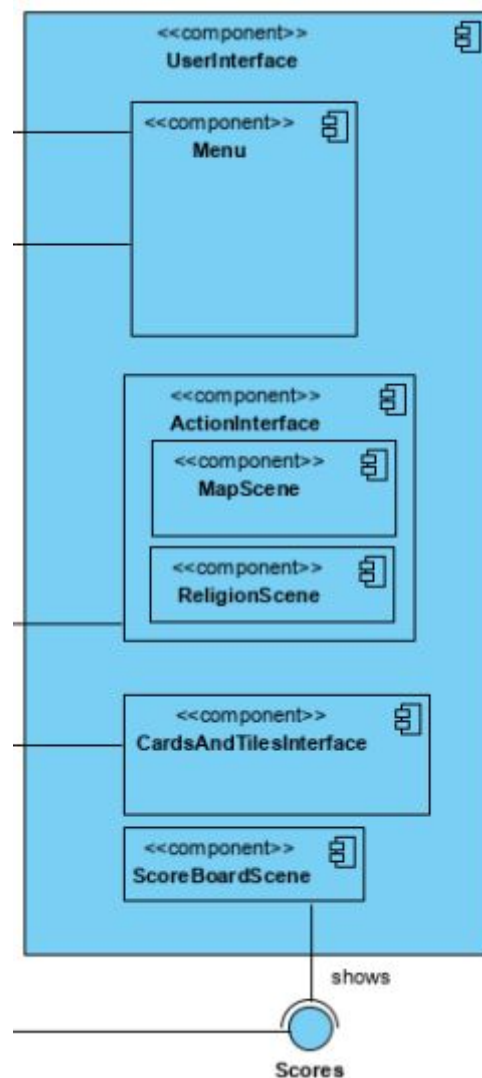 <<component>>
UserInterface
<<component>>
Menu
<<component>>
ActionInterface
<<component>>
MapScene
<<component>>
ReligionScene
<<component>>
CardsAndTilesInterface
<<component>>
ScoreBoardScene
shows
Scores